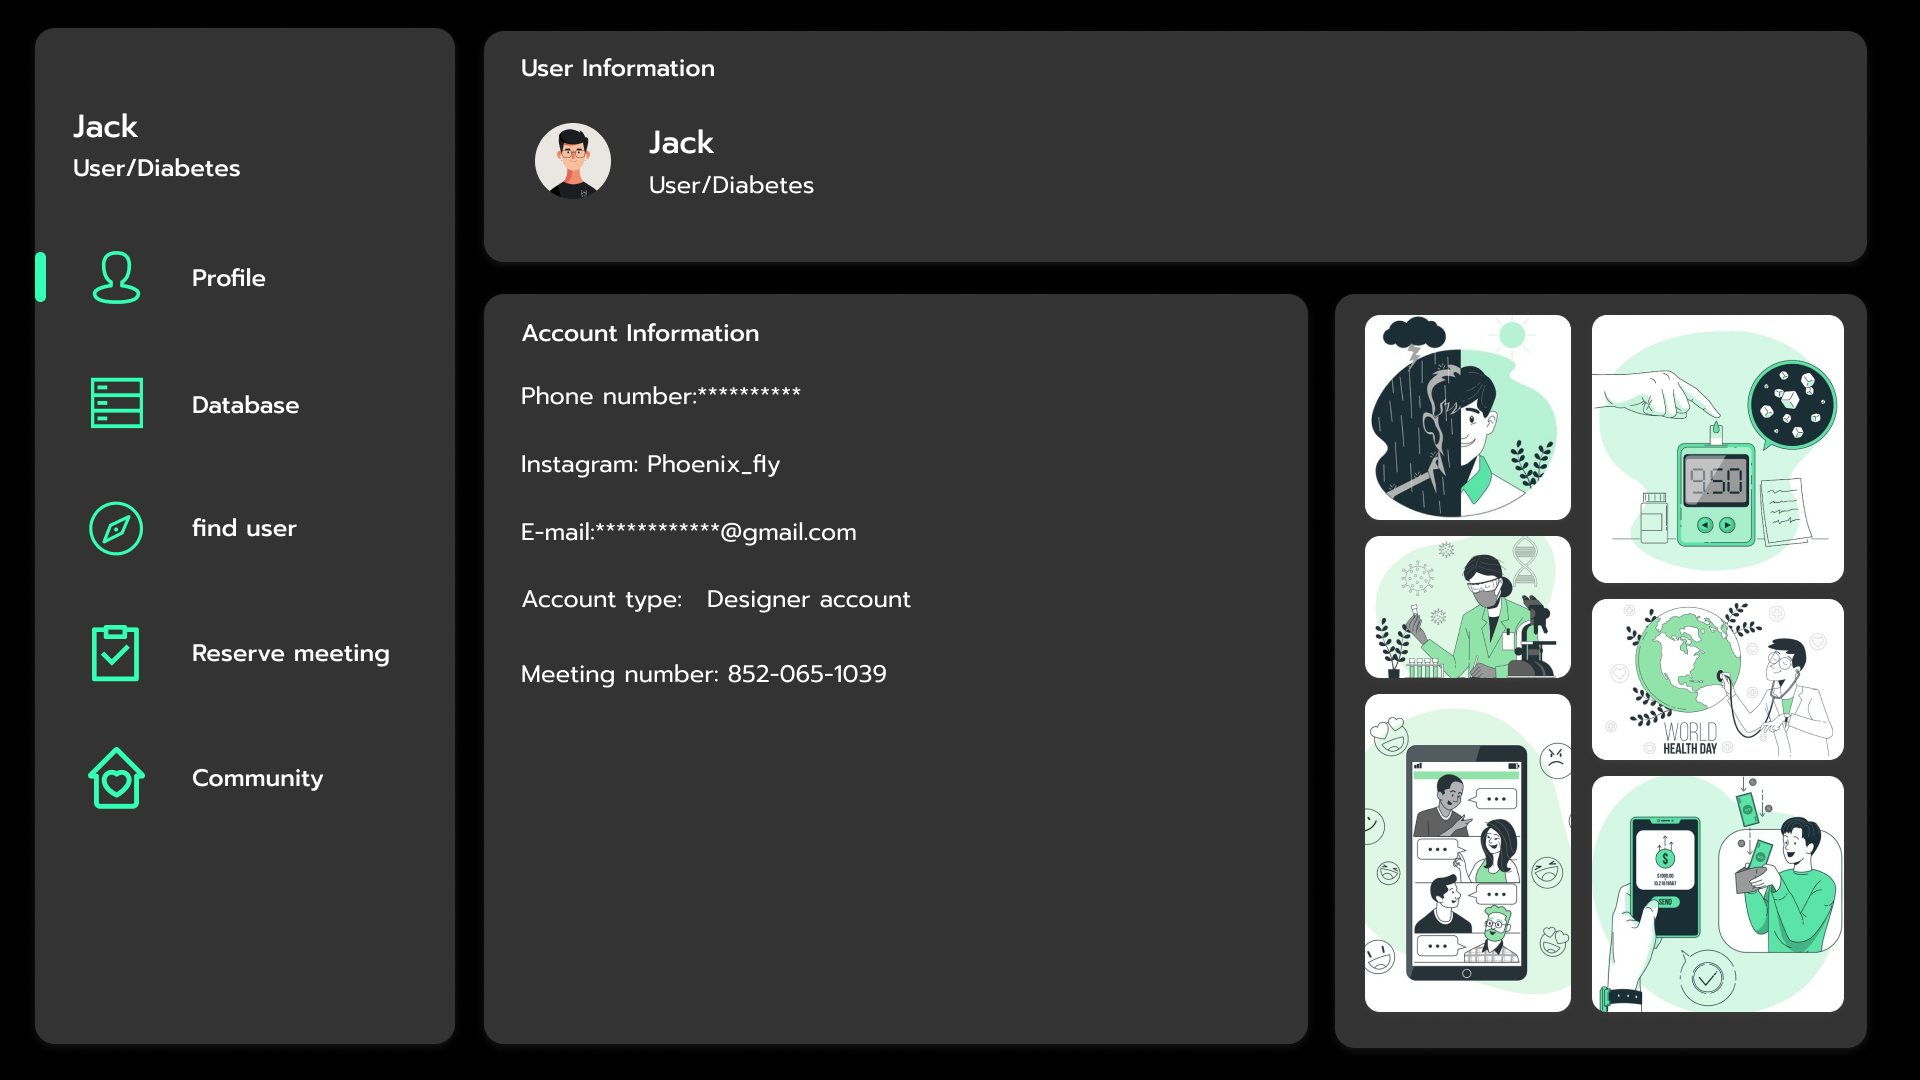 Jack
User/Diabetes
Profile
Database
find user
Reserve meeting
Community
User Information
Jack
User/Diabetes
Account Information
Phone number:**********
Instagram: Phoenix_fly
E-mail:************@gmail.com
Account type: Designer account
Meeting number: 852-065-1039
9.50
WORLD
HEALTH DAY
$
SEND